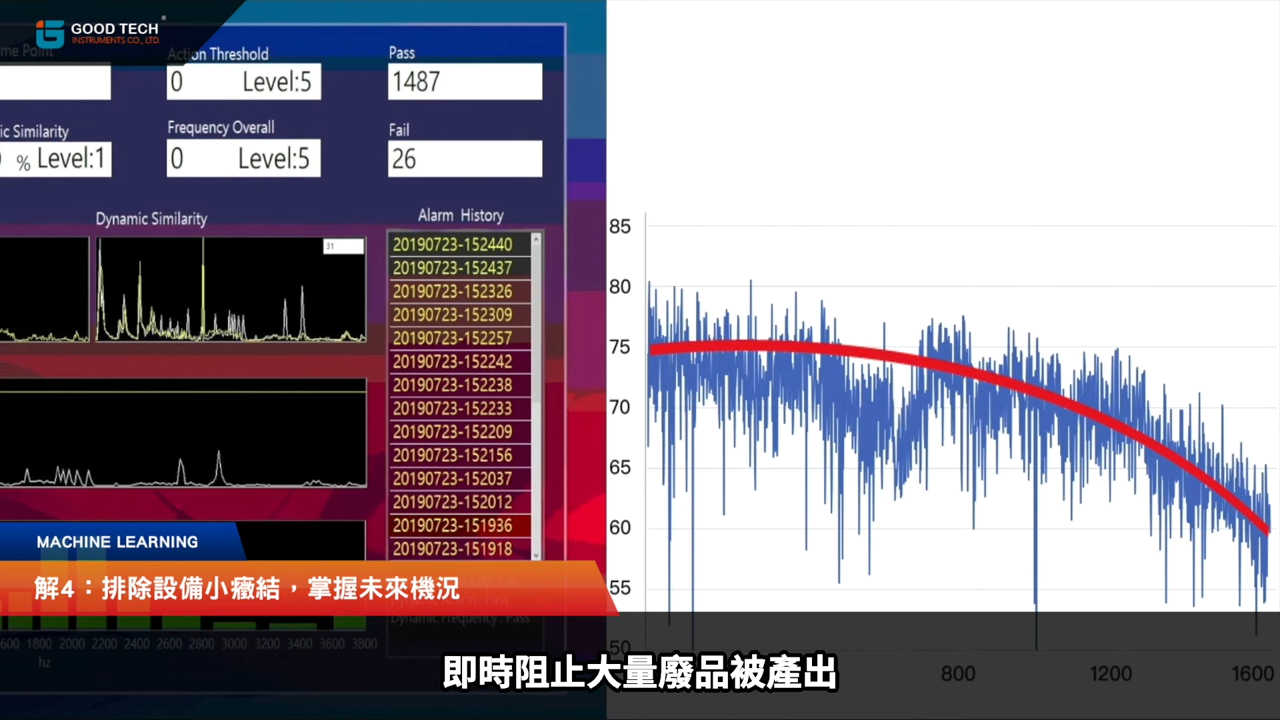 GOOD TECH
INSTRUMENTS CO., LTD.
me Point
Action Threshold
Pass
0 Level:5
1487
ic Similarity
Frequency Overall
Fail
% Level:1
0 Level:5
26
Dynamic Similarity
Alarm History
31
20190723-152440
20190723-152437
20190723-152326
20190723-152309
20190723-152257
20190723-152242
20190723-152238
20190723-152233
20190723-152209
20190723-152156
20190723-152037
20190723-152012
20190723-151936
20190723-151918
85
80
75
70
65
60
55
50
MACHINE LEARNING
解4：排除設備小癥結，掌握未來機況
Dynamic Frequency : Pass
600 1800 2000 2200 2400 2600 2800 3000 3200 3400 3600 3800
hz
800 1200 1600
即時阻止大量廢品被產出